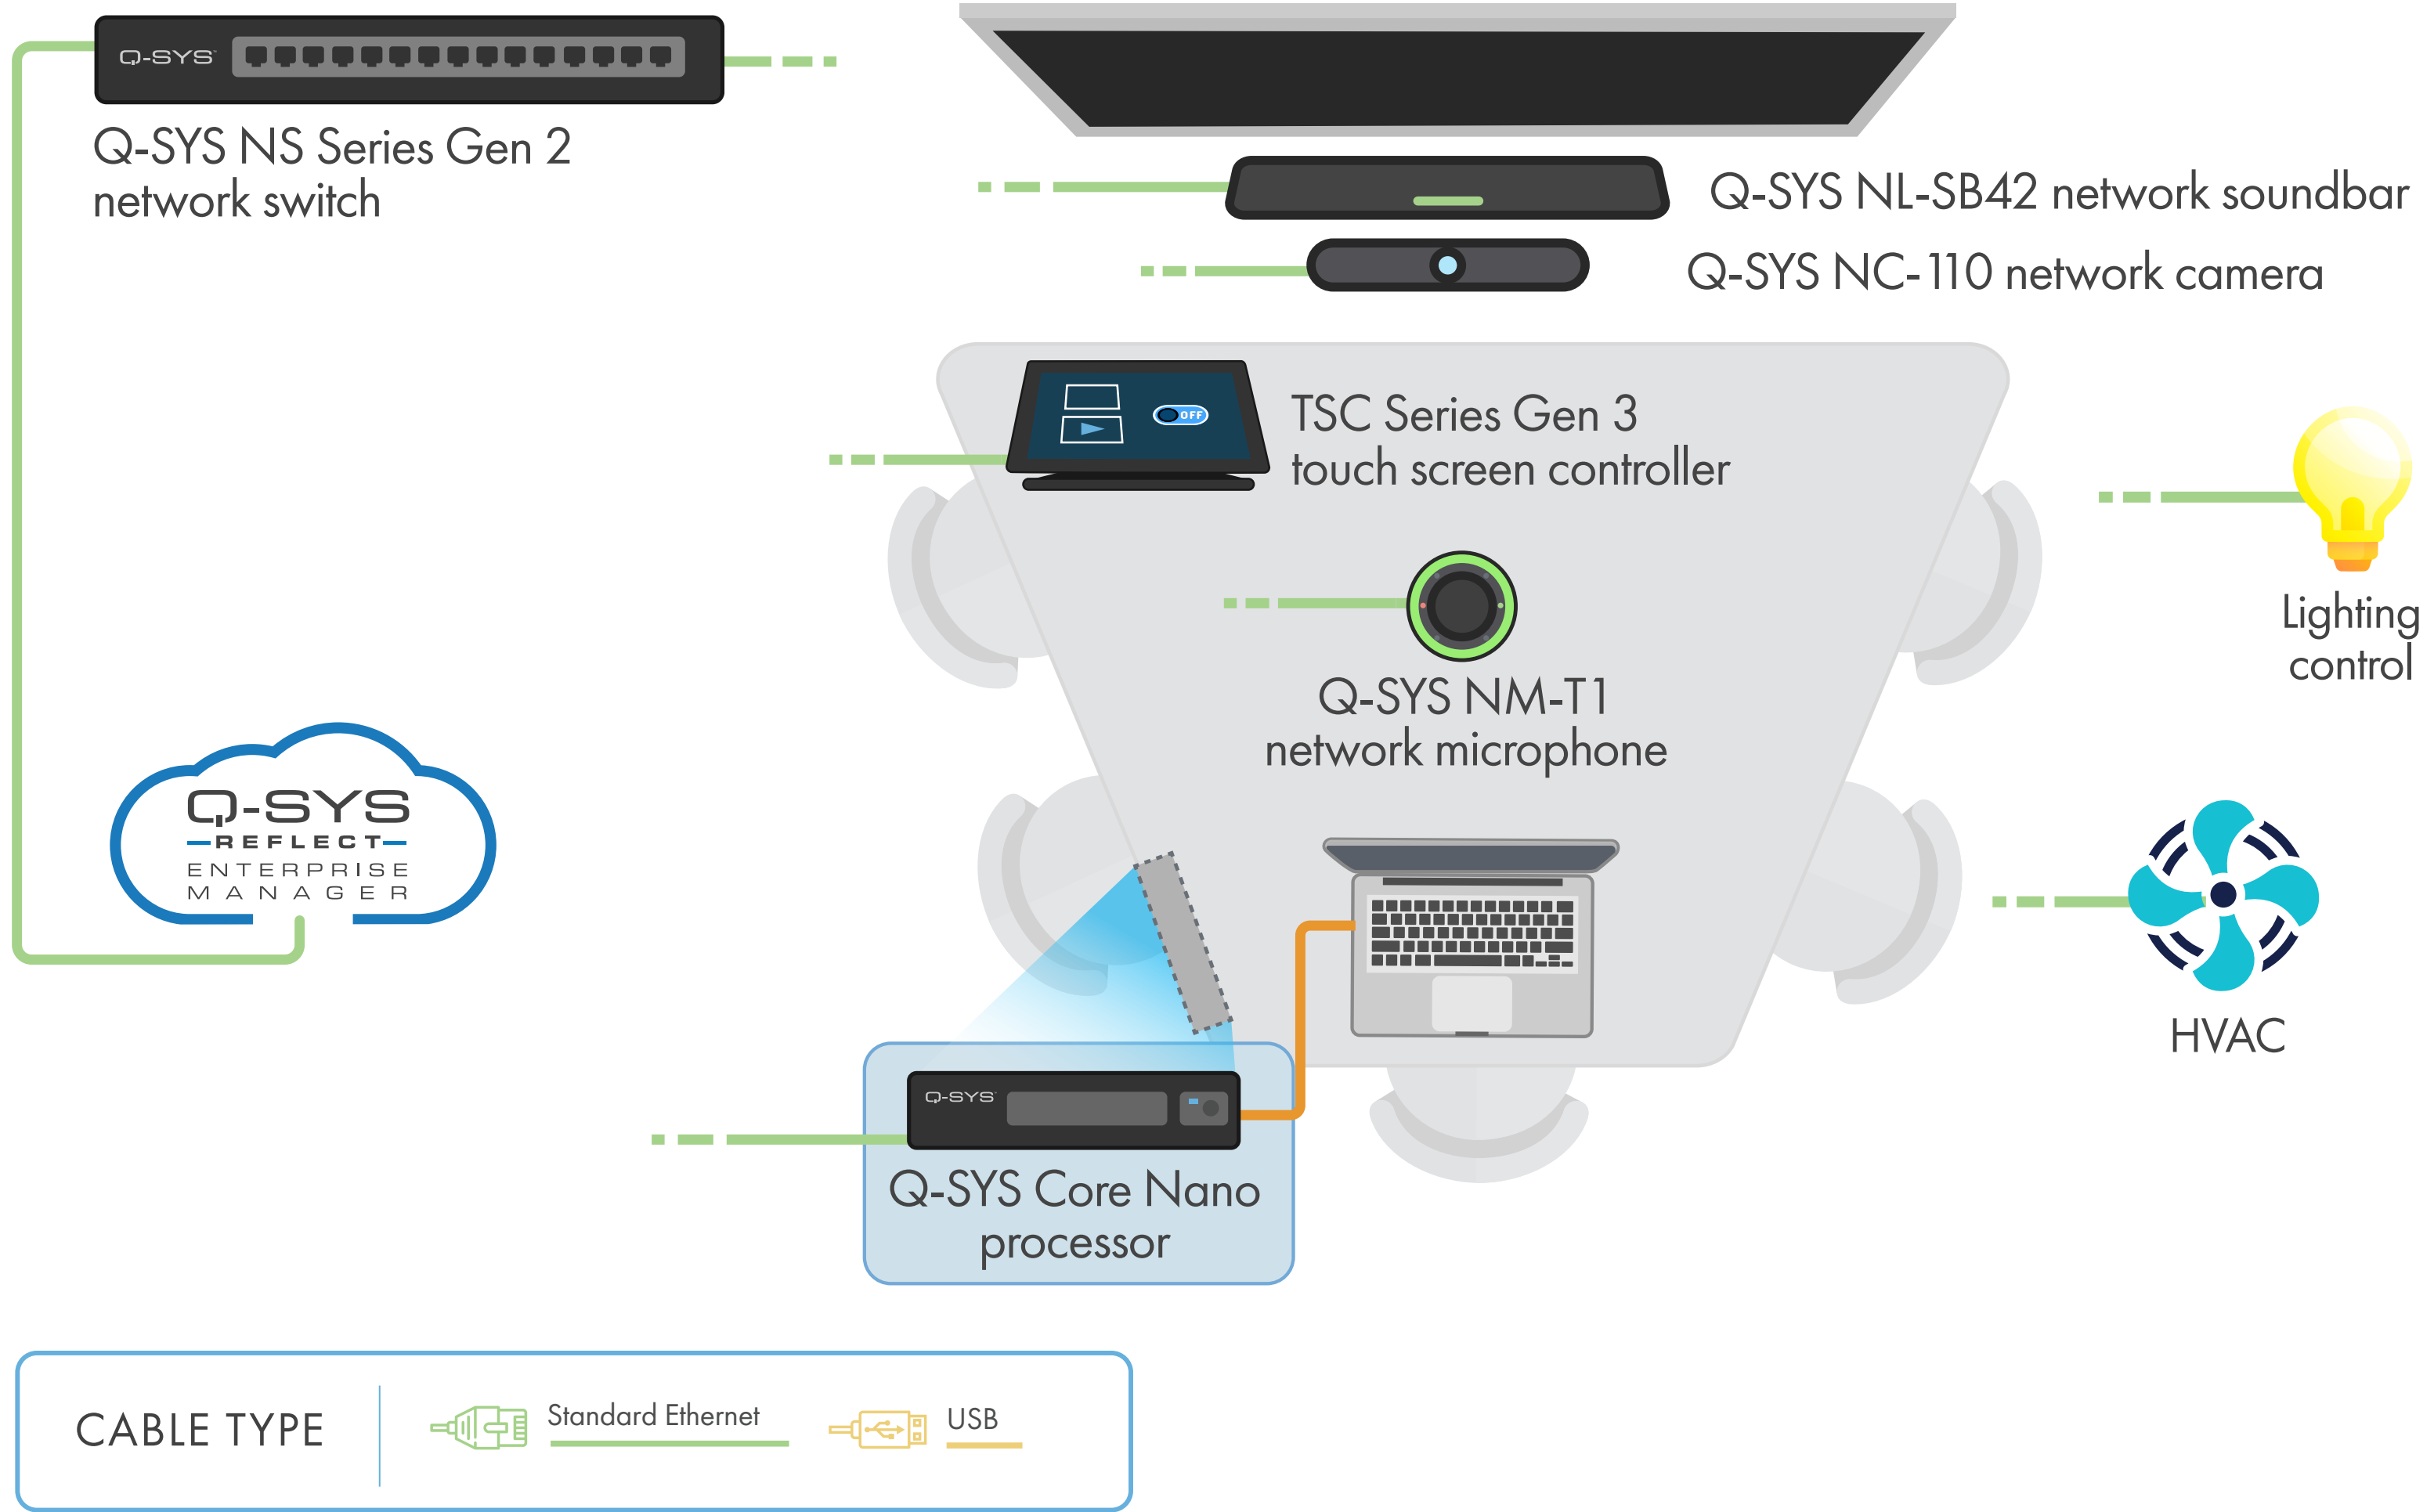 Q-SYS™
Q-SYS NS Series Gen 2
network switch
Q-SYS NL-SB42 network soundbar
Q-SYS NC-110 network camera
OFF
TSC Series Gen 3
touch screen controller
Lighting
control
Q-SYS NM-T1
network microphone
Q-SYS
REFLECT
ENTERPRISE
MANAGER
HVAC
Q-SYS™
Q-SYS Core Nano
processor
CABLE TYPE
Standard Ethernet
USB